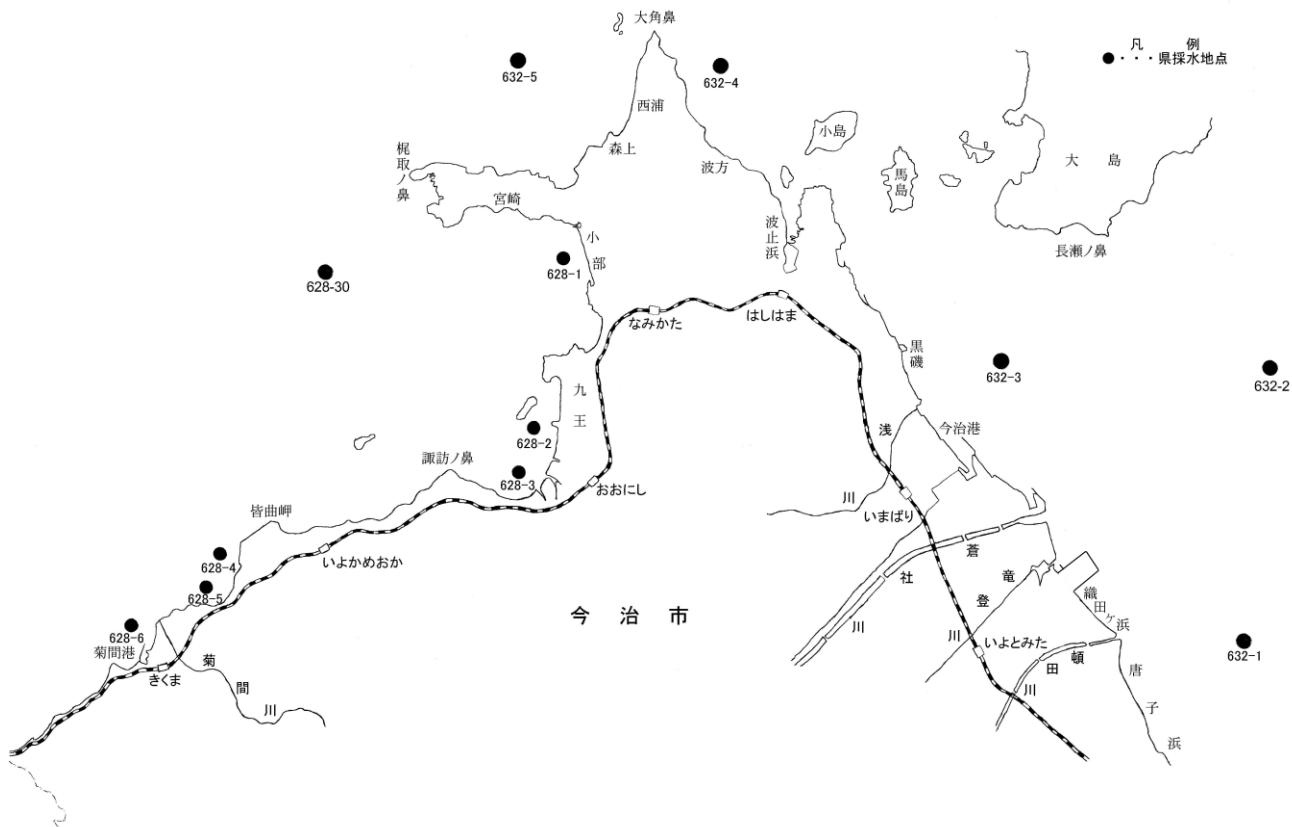 大角鼻
凡　例
●・・・県採水地点
632-5
632-4
西浦
小島
森上
波方
大　島
梶取ノ鼻
馬島
宮崎
小部
波止浜
長瀬ノ鼻
628-1
628-30
なみかた
はしはま
黒磯
632-3
632-2
九王
628-2
浅川
今治港
諏訪ノ鼻
628-3
おおにし
いまばり
皆曲岬
蒼社川
628-4
いよかめおか
竜登川
628-5
織田ヶ浜
今　治　市
628-6
菊間港
いよとみた
632-1
きくま
菊間川
頓田川
唐子浜